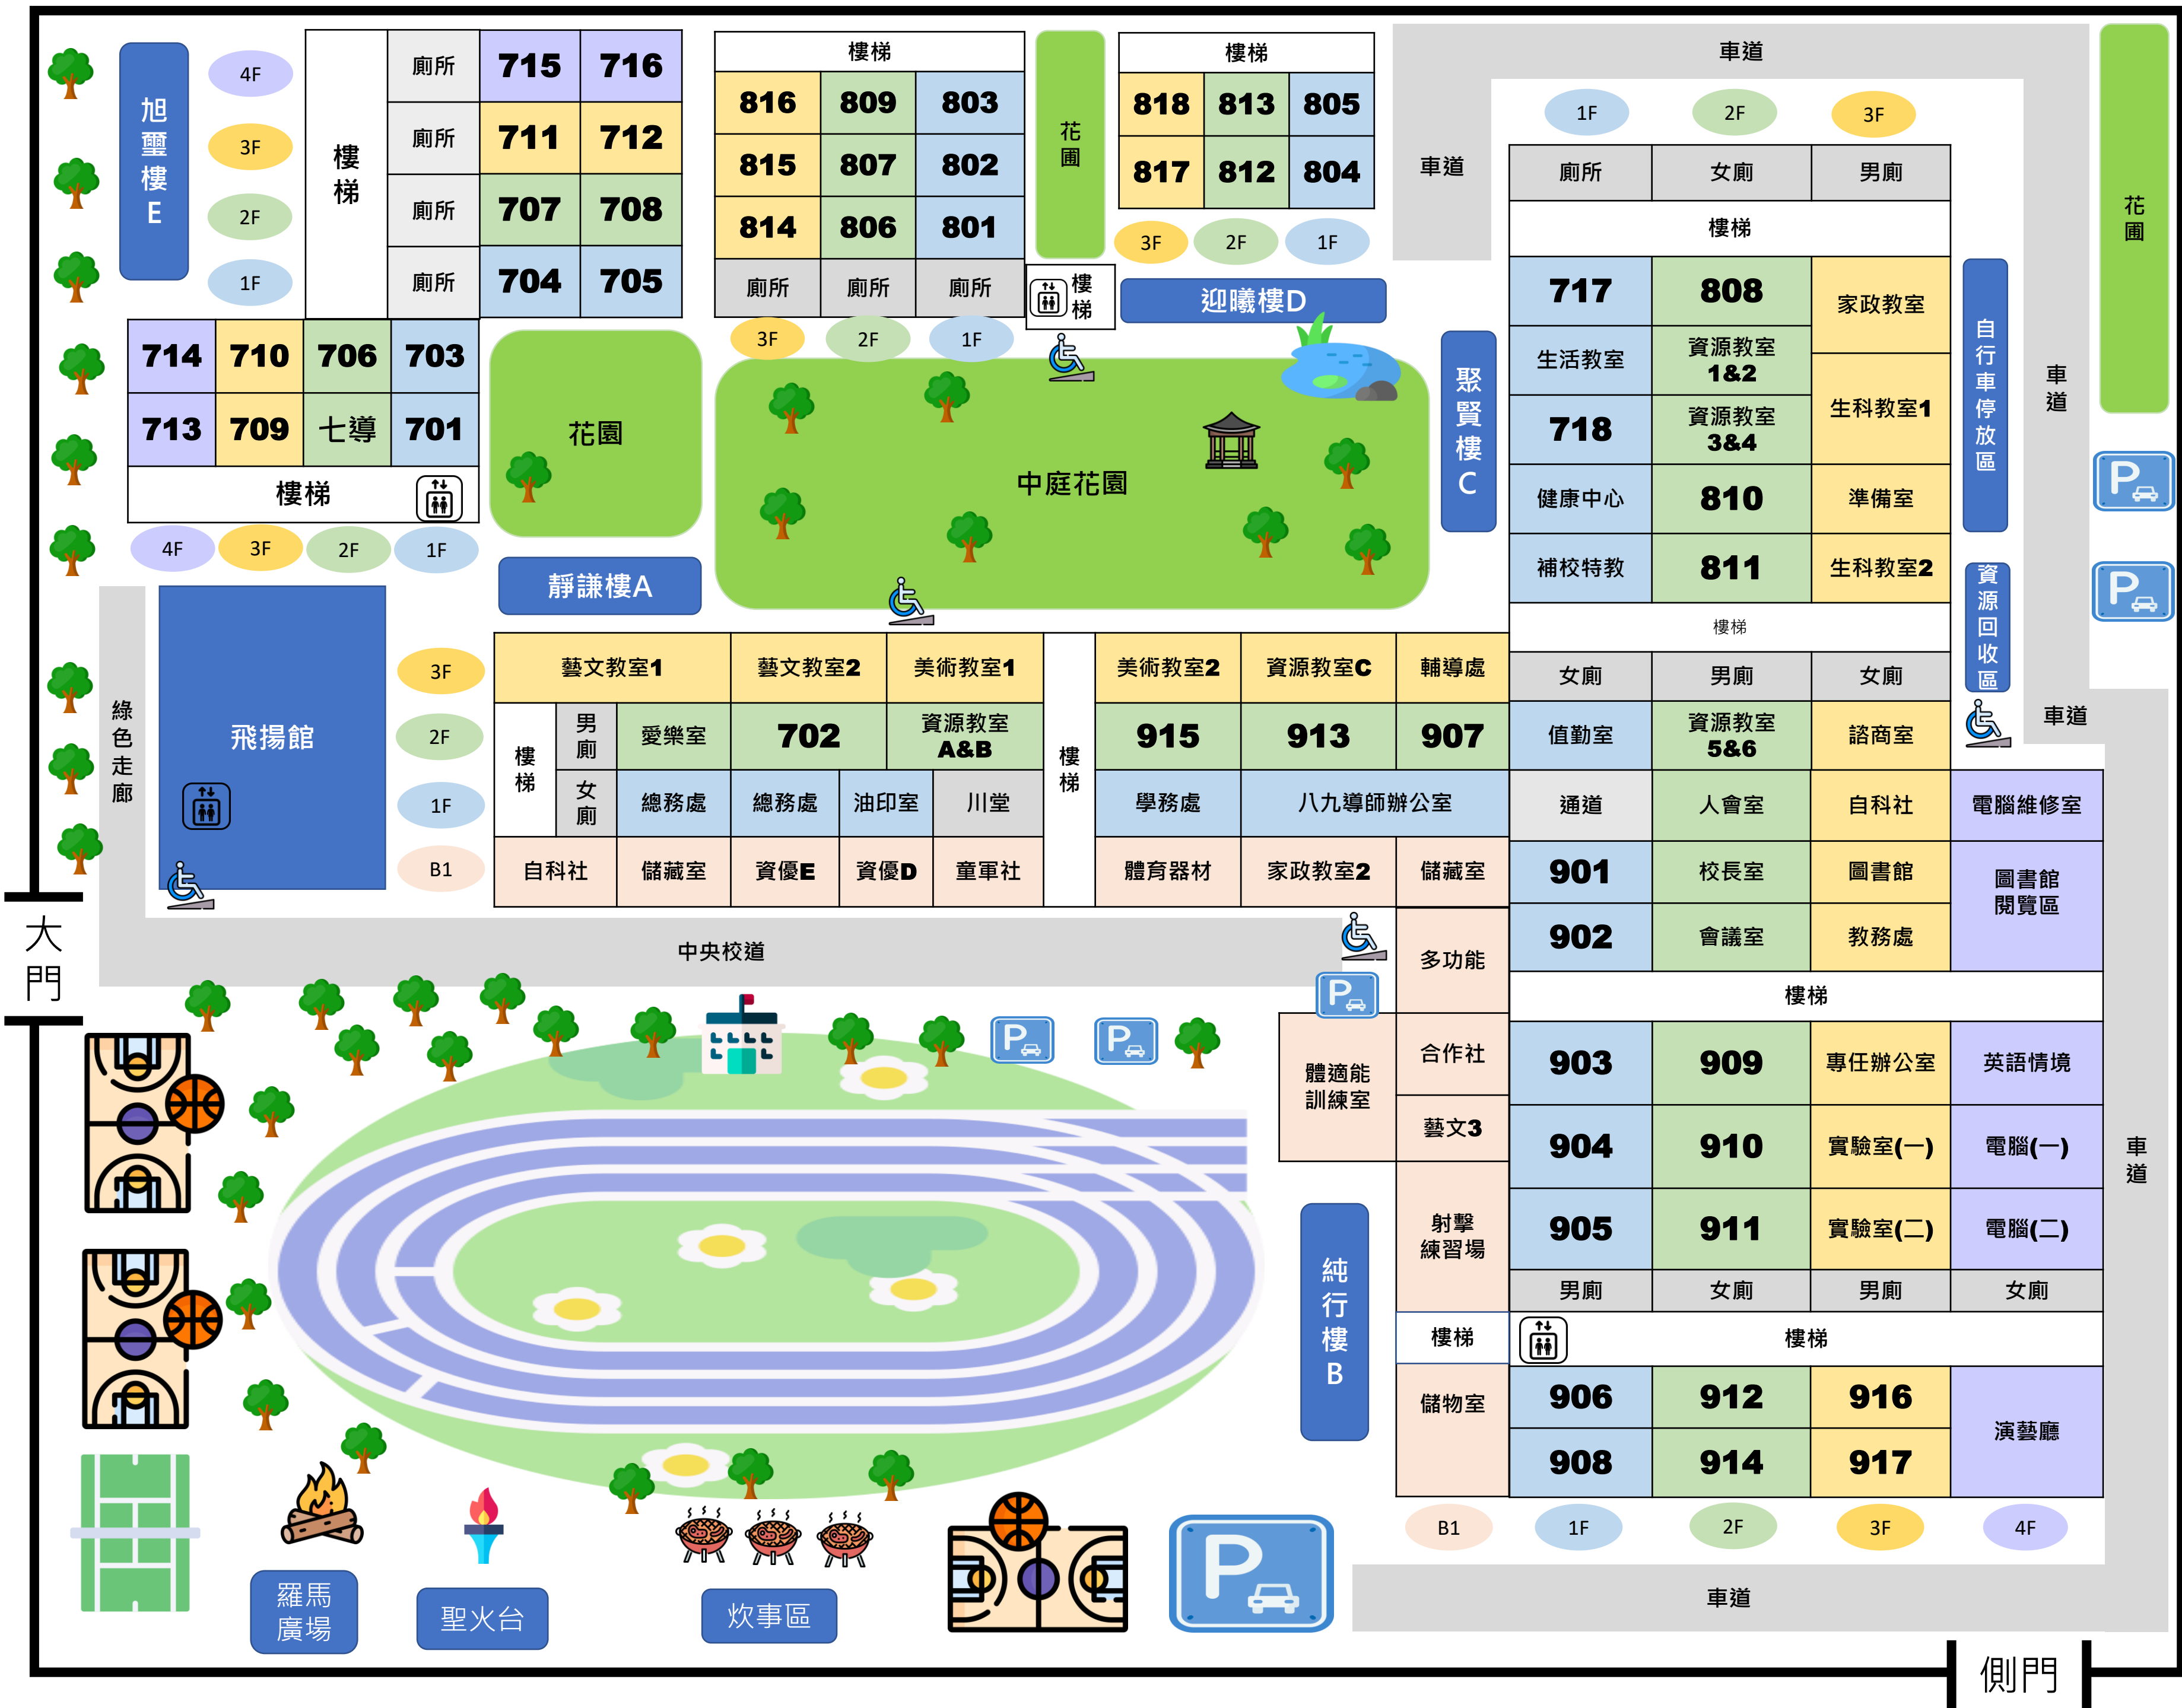 旭璽樓E
4F
3F
2F
1F
樓梯
廁所 715 716
廁所 711 712
廁所 707 708
廁所 704 705
714 710 706 703
713 709 七導 701
樓梯
4F 3F 2F 1F
樓梯
816 809 803
815 807 802
814 806 801
廁所 廁所 廁所
3F 2F 1F
花圃
樓梯
樓梯
818 813 805
817 812 804
3F 2F 1F
迎曦樓D
車道
車道
花圃
1F 2F 3F
廁所 女廁 男廁
樓梯
717 808 家政教室
生活教室 資源教室
1&2
生科教室1
718 資源教室
3&4
健康中心 810 準備室
補校特教 811 生科教室2
樓梯
女廁 男廁 女廁
值勤室 資源教室
5&6
諮商室
通道 人會室 自科社 電腦維修室
901 校長室 圖書館 圖書館
閱覽區
902 會議室 教務處
樓梯
903 909 專任辦公室 英語情境
904 910 實驗室(一) 電腦(一)
905 911 實驗室(二) 電腦(二)
男廁 女廁 男廁 女廁
樓梯
906 912 916 演藝廳
908 914 917
B1 1F 2F 3F 4F
自行車停放區
資源回收區
車道
車道
車道
車道
P
P
聚賢樓C
花園
中庭花園
靜謙樓A
飛揚館
綠色走廊
3F
2F
1F
B1
藝文教室1 藝文教室2 美術教室1 樓梯 美術教室2 資源教室C 輔導處
樓梯 男廁 愛樂室 702 資源教室
A&B
915 913 907
女廁 總務處 總務處 油印室 川堂 學務處 八九導師辦公室
自科社 儲藏室 資優E 資優D 童軍社 體育器材 家政教室2 儲藏室
多功能
合作社
體適能
訓練室
藝文3
射擊
練習場
樓梯
儲物室
純行樓B
大門
中央校道
P
P
P
P
羅馬
廣場
聖火台
炊事區
側門